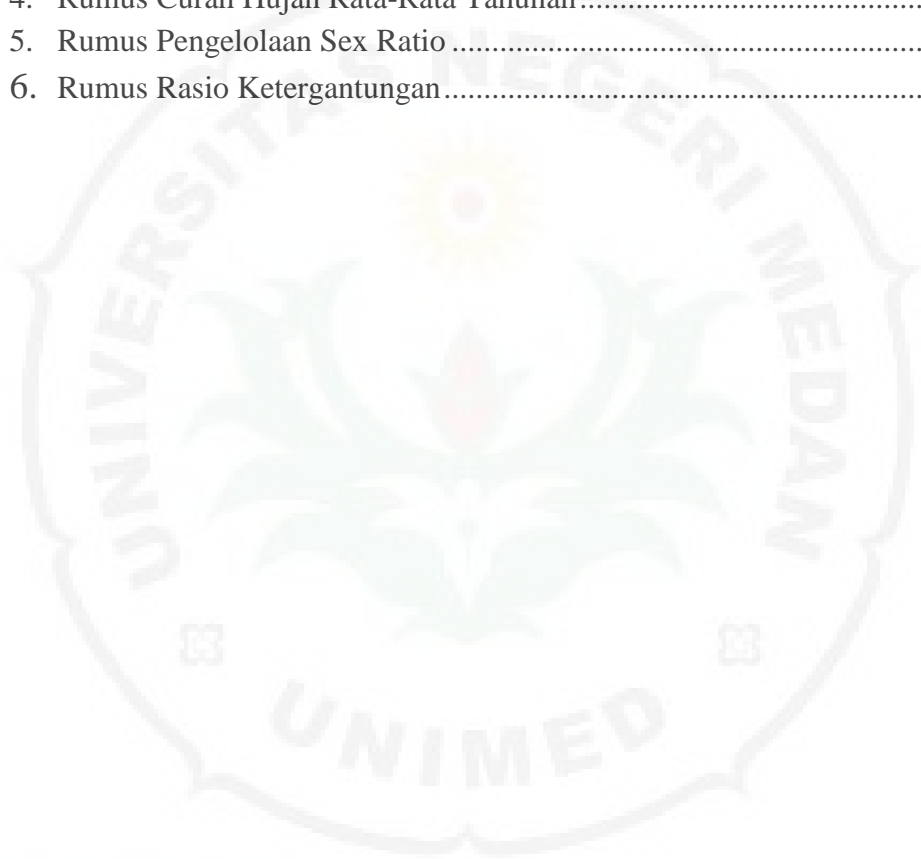 4. Rumus Curah Hujan Rata-Rata Tahunan..........................................
5. Rumus Pengelolaan Sex Ratio............................................................
6. Rumus Rasio Ketergantungan.............................................................
UNIVERSITAS NEGERI MEDAN
UNIMED